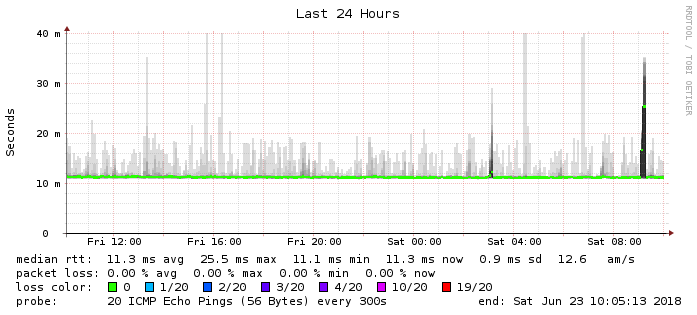 Last 24 Hours
RRDTOOL / TOBI OETIKER
Seconds
40 m
30 m
20 m
10 m
0
Fri 12:00 Fri 16:00 Fri 20:00 Sat 00:00 Sat 04:00 Sat 08:00
median rtt: 11.3 ms avg 25.5 ms max 11.1 ms min 11.3 ms now 0.9 ms sd 12.6 am/s
packet loss: 0.00 % avg 0.00 % max 0.00 % min 0.00 % now
loss color: 0 1/20 2/20 3/20 4/20 10/20 19/20
probe: 20 ICMP Echo Pings (56 Bytes) every 300s end: Sat Jun 23 10:05:13 2018